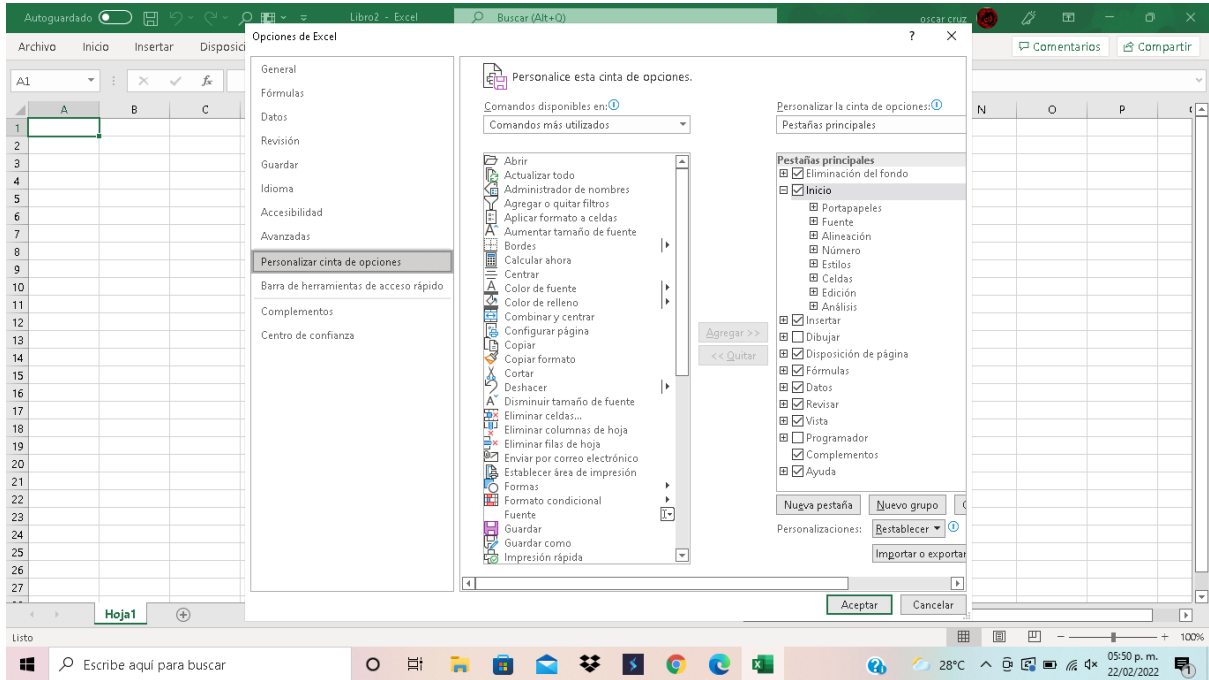 Autoguardado
Libro2 - Excel
Buscar (Alt+Q)
oscar cruz
Archivo Inicio Insertar Disposici
Comentarios Compartir
A1
fx
Opciones de Excel
? ×
General
Fórmulas
Datos
Revisión
Guardar
Idioma
Accesibilidad
Avanzadas
Personalizar cinta de opciones
Barra de herramientas de acceso rápido
Complementos
Centro de confianza
Personalice esta cinta de opciones.
Comandos disponibles en:
Comandos más utilizados
Abrir
Actualizar todo
Administrador de nombres
Agregar o quitar filtros
Aplicar formato a celdas
Aumentar tamaño de fuente
Bordes
Calcular ahora
Centrar
Color de fuente
Color de relleno
Combinar y centrar
Configurar página
Copiar
Copiar formato
Cortar
Deshacer
Disminuir tamaño de fuente
Eliminar celdas...
Eliminar columnas de hoja
Eliminar filas de hoja
Enviar por correo electrónico
Establecer área de impresión
Formas
Formato condicional
Fuente
Guardar
Guardar como
Impresión rápida
Agregar >>
<< Quitar
Personalizar la cinta de opciones:
Pestañas principales
Pestañas principales
Eliminación del fondo
Inicio
Portapapeles
Fuente
Alineación
Número
Estilos
Celdas
Edición
Análisis
Insertar
Dibujar
Disposición de página
Fórmulas
Datos
Revisar
Vista
Programador
Complementos
Ayuda
Nueva pestaña Nuevo grupo
Personalizaciones: Restablecer
Importar o exportar
Aceptar Cancelar
A B C N O P
1
2
3
4
5
6
7
8
9
10
11
12
13
14
15
16
17
18
19
20
21
22
23
24
25
26
27
Hoja1
Listo
100%
Escribe aquí para buscar
28°C
05:50 p. m.
22/02/2022